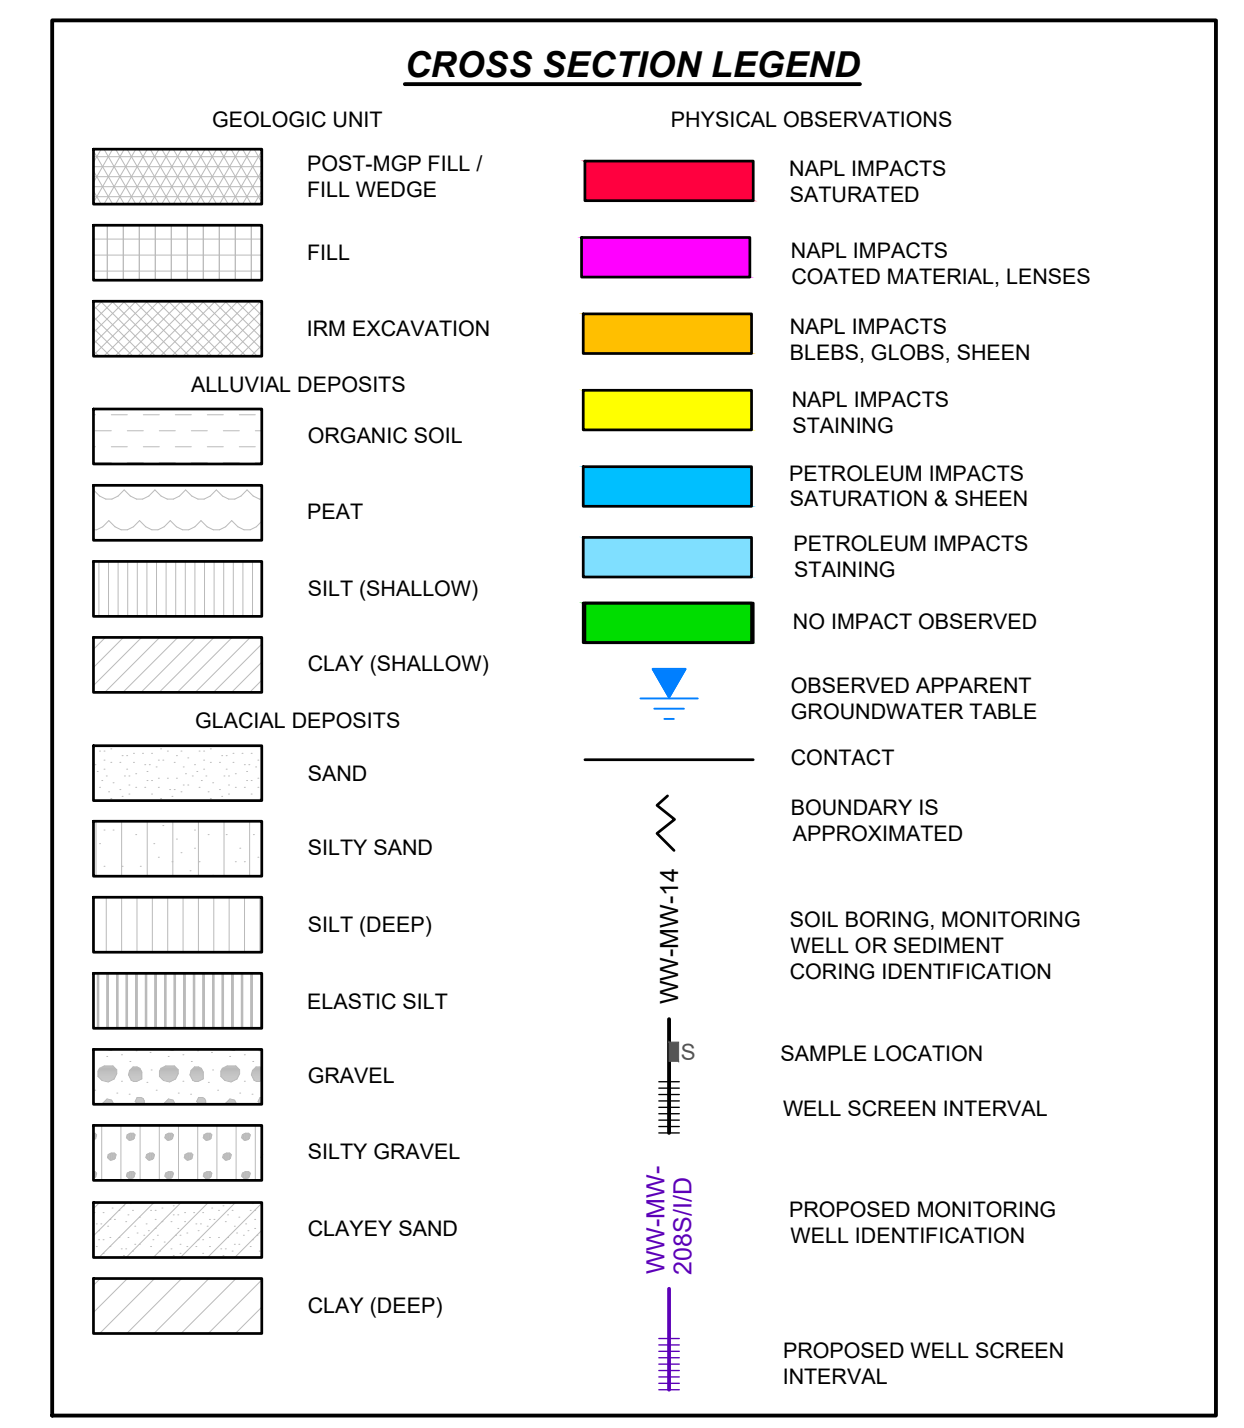 CROSS SECTION LEGEND
GEOLOGIC UNIT
POST-MGP FILL /
FILL WEDGE
FILL
IRM EXCAVATION
ALLUVIAL DEPOSITS
ORGANIC SOIL
PEAT
SILT (SHALLOW)
CLAY (SHALLOW)
GLACIAL DEPOSITS
SAND
SILTY SAND
SILT (DEEP)
ELASTIC SILT
GRAVEL
SILTY GRAVEL
CLAYEY SAND
CLAY (DEEP)
PHYSICAL OBSERVATIONS
NAPL IMPACTS
SATURATED
NAPL IMPACTS
COATED MATERIAL, LENSES
NAPL IMPACTS
BLEBS, GLOBS, SHEEN
NAPL IMPACTS
STAINING
PETROLEUM IMPACTS
SATURATION & SHEEN
PETROLEUM IMPACTS
STAINING
NO IMPACT OBSERVED
OBSERVED APPARENT
GROUNDWATER TABLE
CONTACT
BOUNDARY IS
APPROXIMATED
WW-MW-14
SOIL BORING, MONITORING
WELL OR SEDIMENT
CORING IDENTIFICATION
S
SAMPLE LOCATION
WELL SCREEN INTERVAL
WW-MW-
208S/I/D
PROPOSED MONITORING
WELL IDENTIFICATION
PROPOSED WELL SCREEN
INTERVAL